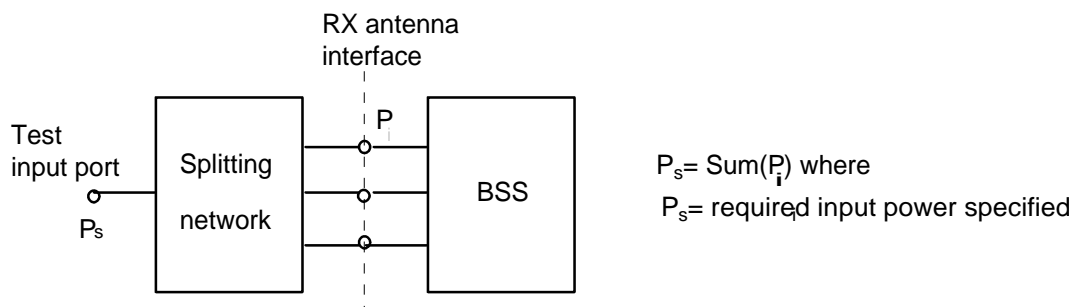 RX antenna
interface
Pi
Test
input port
Ps
Splitting
network
BSS
Ps= Sum(Pi) where
Ps= required input power specified